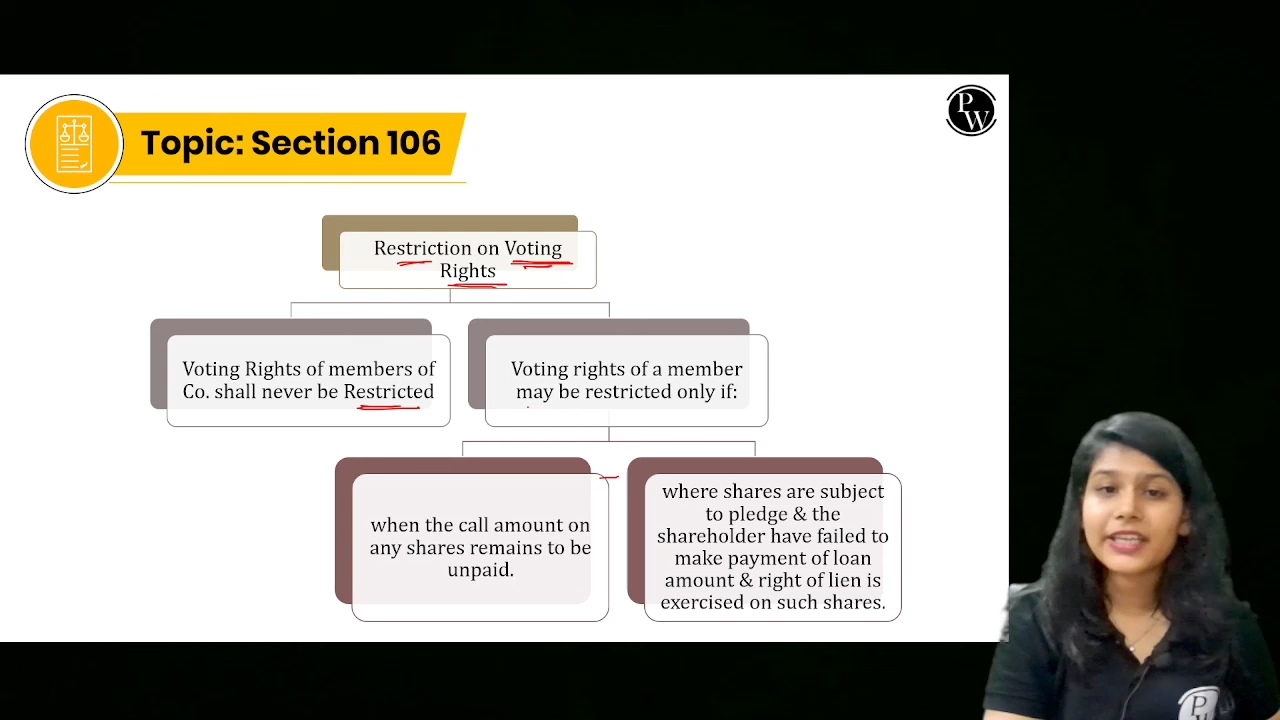 Topic: Section 106
P
W
Restriction on Voting
Rights
Voting Rights of members of
Co. shall never be Restricted
Voting rights of a member
may be restricted only if:
when the call amount on
any shares remains to be
unpaid.
where shares are subject
to pledge & the
shareholder have failed to
make payment of loan
amount & right of lien is
exercised on such shares.
P
W